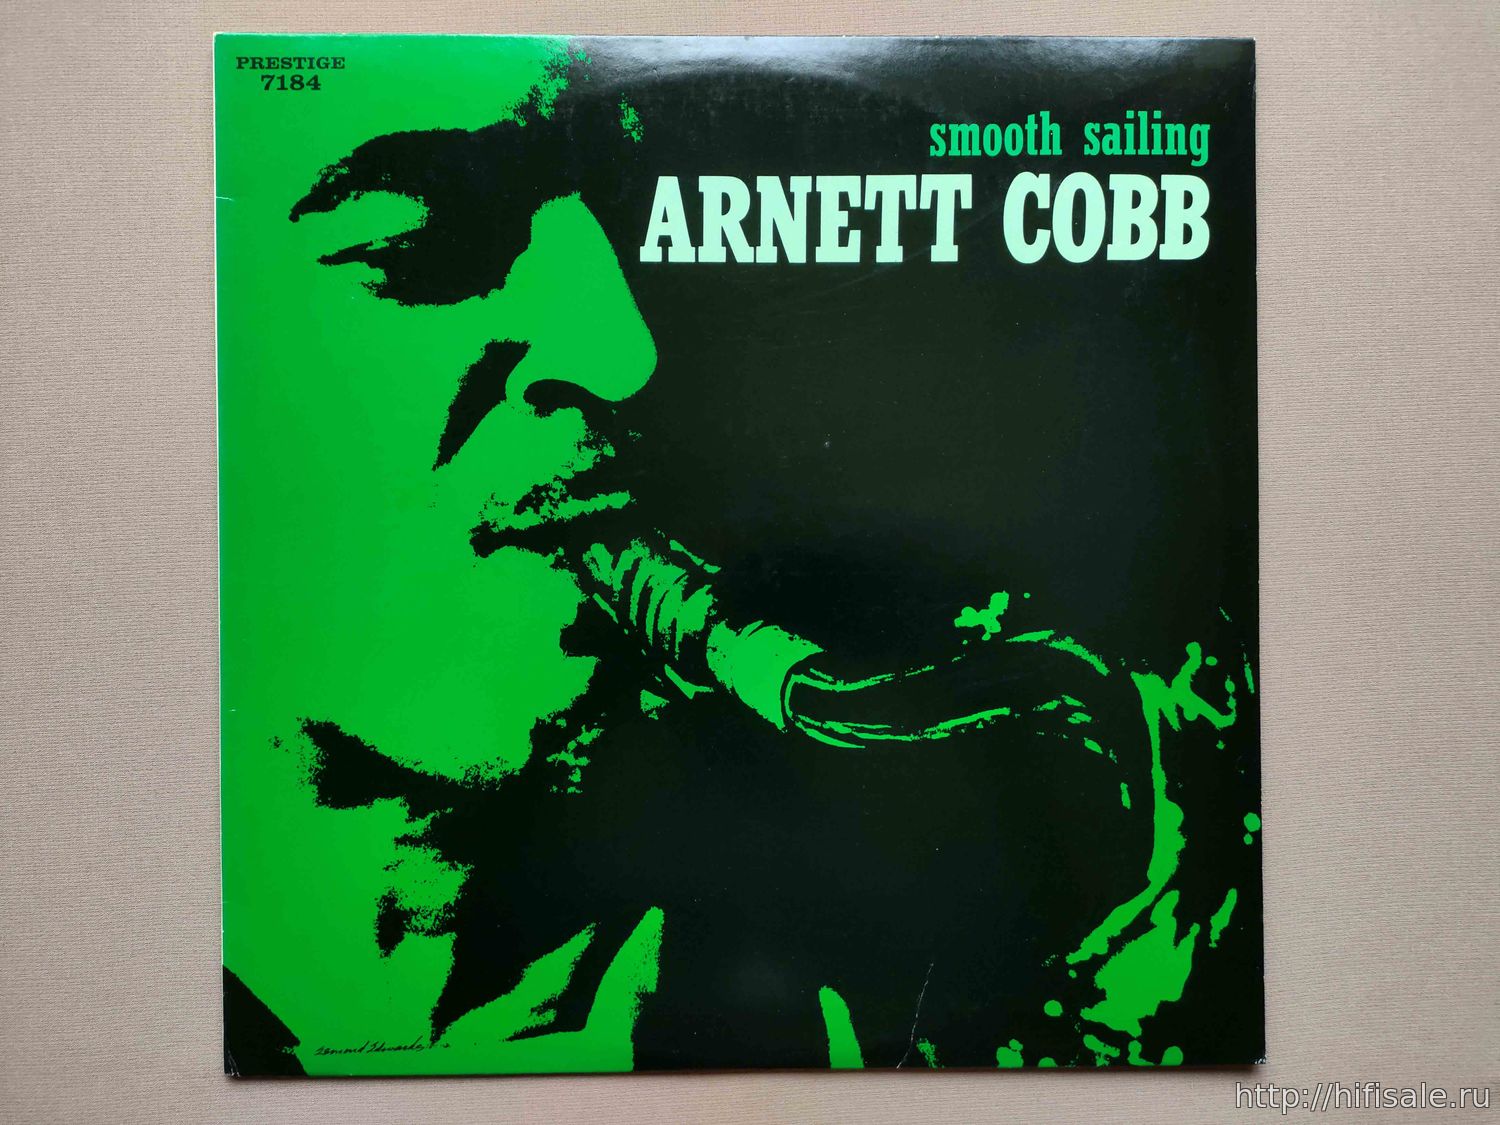 PRESTIGE
7184
smooth sailing
ARNETT COBB
http://hifisale.ru